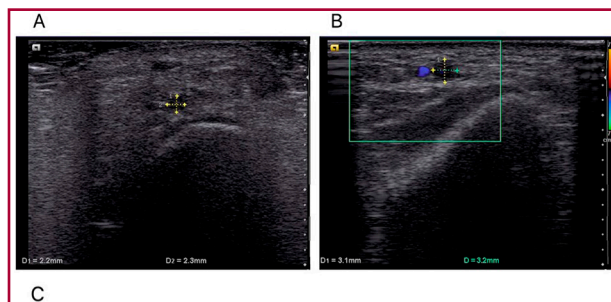 A
B
D1 = 2.2mm
D2 = 2.3mm
D1 = 3.1mm
D = 3.2mm
C